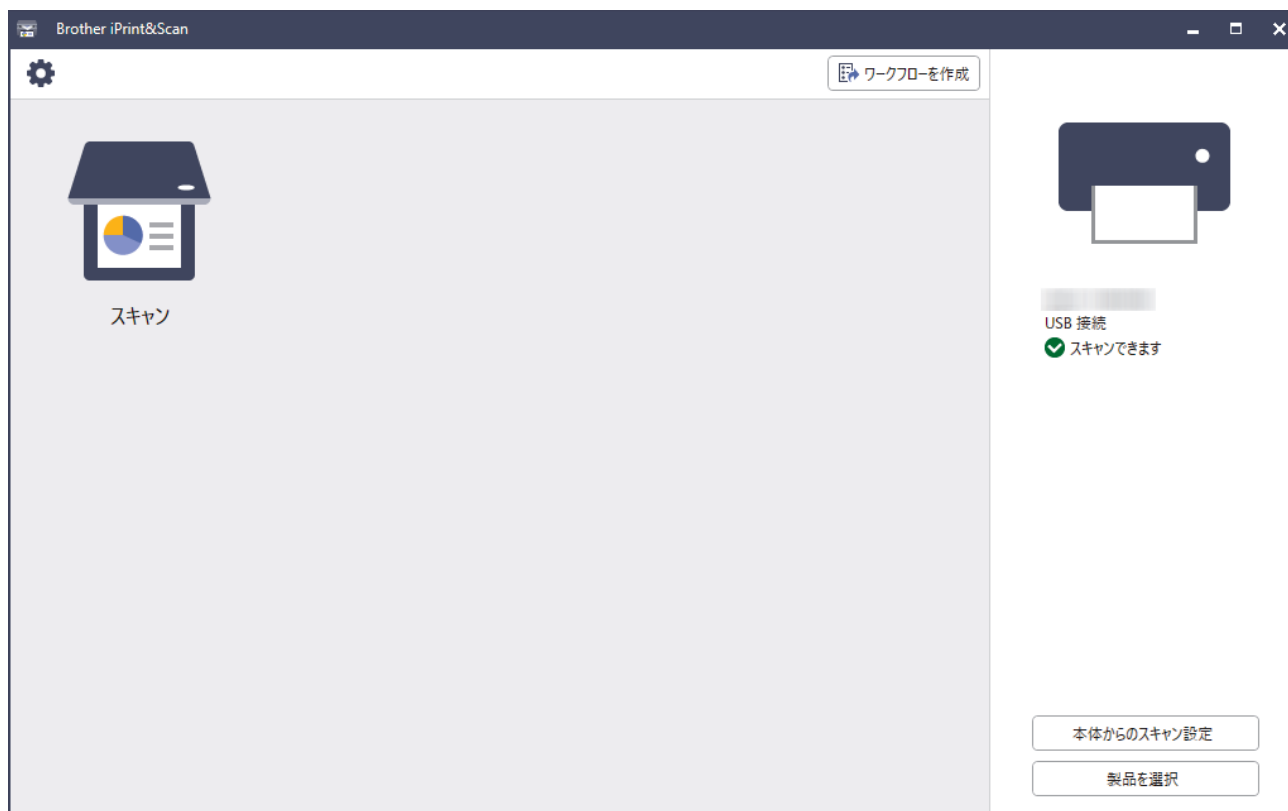 Brother iPrint&Scan
ワークフローを作成
スキャン
USB 接続
スキャンできます
本体からのスキャン設定
製品を選択